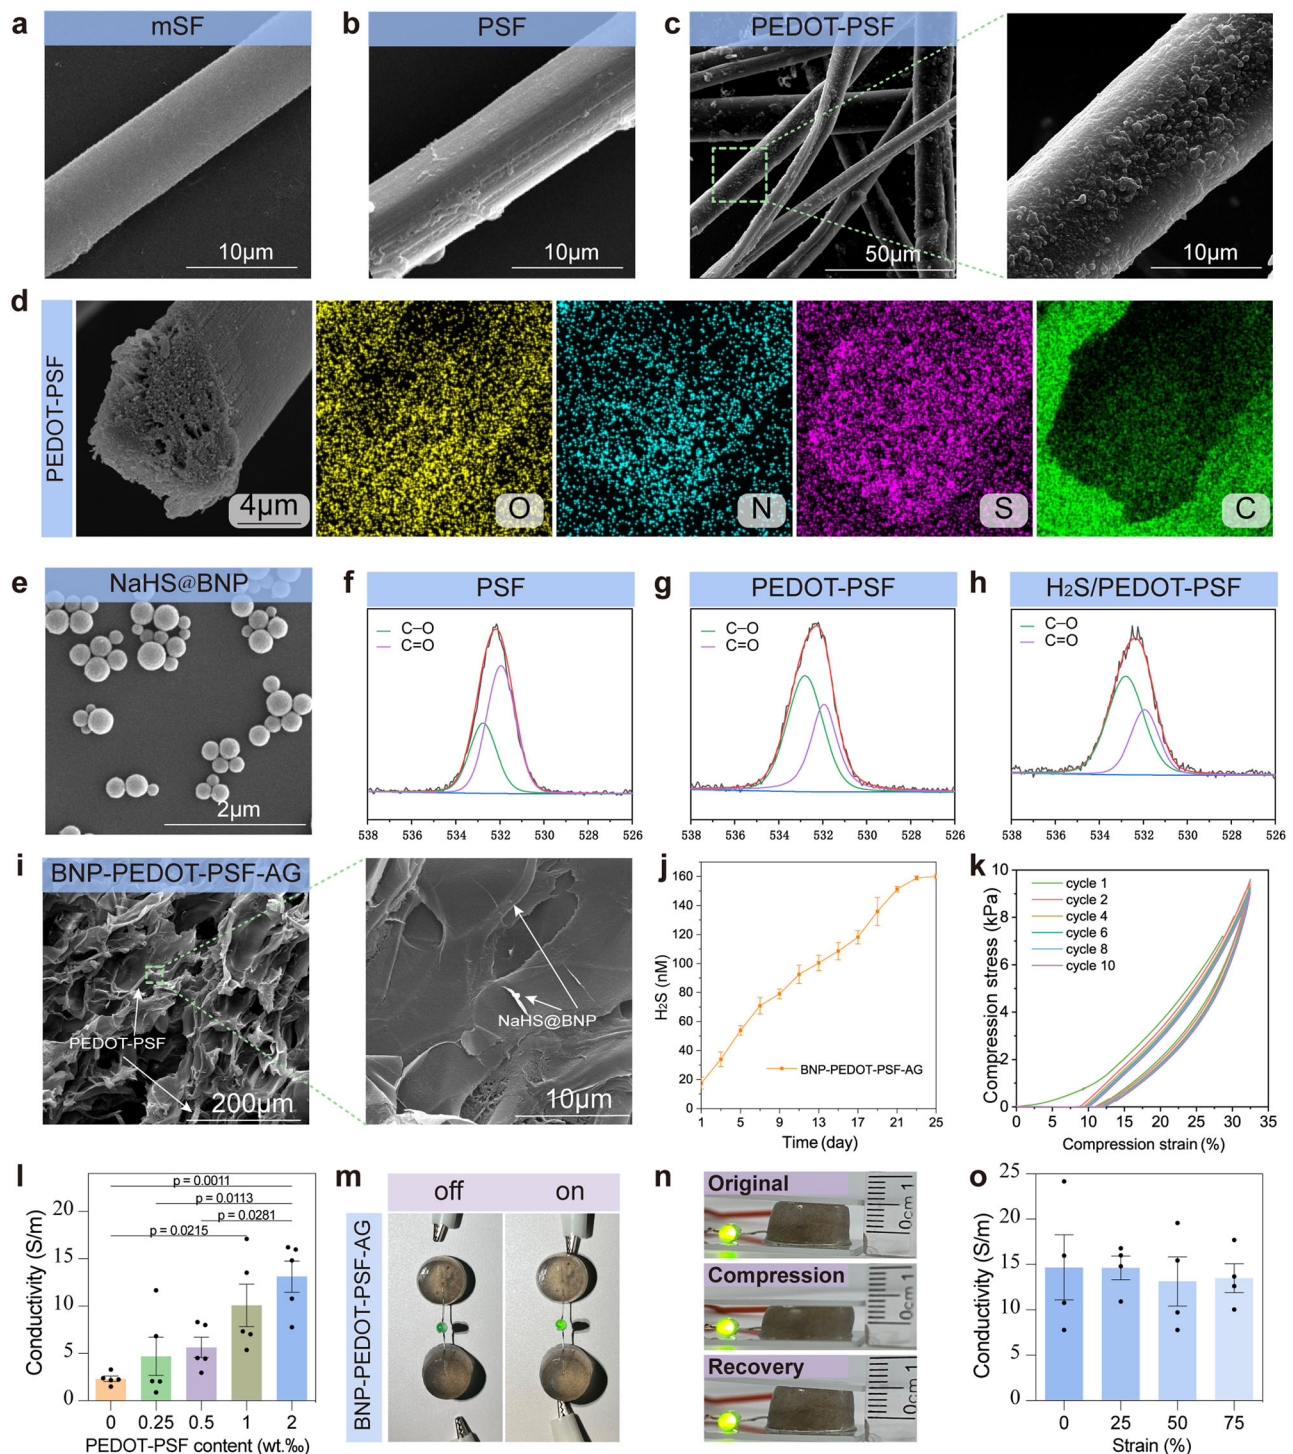 a mSF
10μm
b PSF
10μm
c PEDOT-PSF
50μm
10μm
d
PEDOT-PSF
4μm
O
N
S
C
e NaHS@BNP
2μm
f PSF
C–O
C=O
538 536 534 532 530 528 526
g PEDOT-PSF
C–O
C=O
538 536 534 532 530 528 526
h H₂S/PEDOT-PSF
C–O
C=O
538 536 534 532 530 528 526
i BNP-PEDOT-PSF-AG
PEDOT-PSF
200μm
NaHS@BNP
10μm
j
H₂S (nM)
160
140
120
100
80
60
40
20
0
BNP-PEDOT-PSF-AG
1 5 9 13 17 21 25
Time (day)
k
Compression stress (kPa)
10
8
6
4
2
0
cycle 1
cycle 2
cycle 4
cycle 6
cycle 8
cycle 10
0 5 10 15 20 25 30 35
Compression strain (%)
l
Conductivity (S/m)
20
15
10
5
0
p = 0.0011
p = 0.0113
p = 0.0281
p = 0.0215
0 0.25 0.5 1 2
PEDOT-PSF content (wt.‰)
m off on
BNP-PEDOT-PSF-AG
n Original
0cm 1
Compression
0cm 1
Recovery
0cm 1
o
Conductivity (S/m)
25
20
15
10
5
0
0 25 50 75
Strain (%)